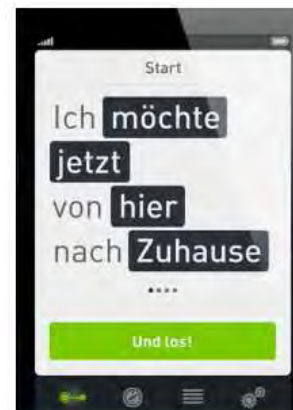 Start
Ich möchte
jetzt
von hier
nach Zuhause
Und los!